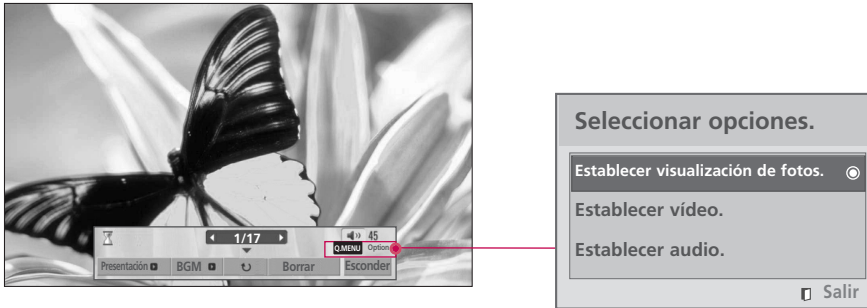 1/17
45
Q.MENU Option
Presentación BGM Borrar Esconder
Seleccionar opciones.
Establecer visualización de fotos.
Establecer vídeo.
Establecer audio.
Salir